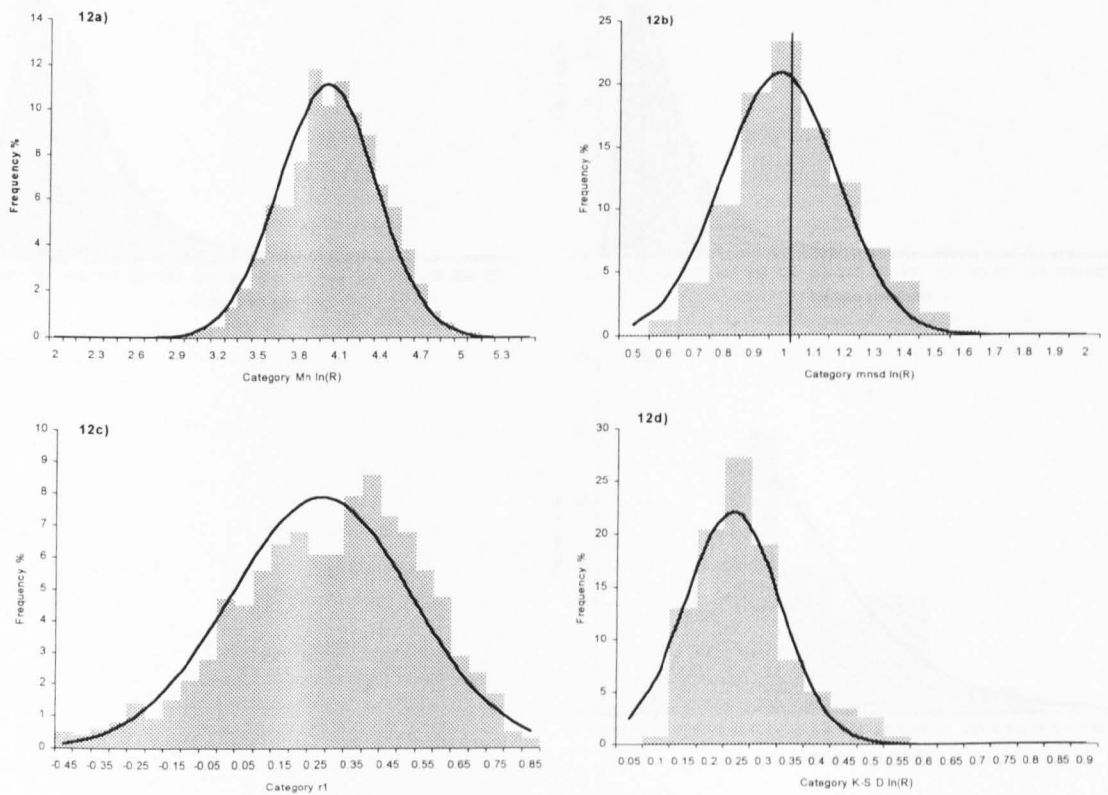 12a)
14
12
10
8
6
4
2
0
Frequency %
2 2.3 2.6 2.9 3.2 3.5 3.8 4.1 4.4 4.7 5 5.3
Category Mn ln(R)
12b)
25
20
15
10
5
0
Frequency %
0.5 0.6 0.7 0.8 0.9 1 1.1 1.2 1.3 1.4 1.5 1.6 1.7 1.8 1.9 2
Category mnsd ln(R)
12c)
10
9
8
7
6
5
4
3
2
1
0
Frequency %
-0.45 -0.35 -0.25 -0.15 -0.05 0.05 0.15 0.25 0.35 0.45 0.55 0.65 0.75 0.85
Category r1
12d)
30
25
20
15
10
5
0
Frequency %
0.05 0.1 0.15 0.2 0.25 0.3 0.35 0.4 0.45 0.5 0.55 0.6 0.65 0.7 0.75 0.8 0.85 0.9
Category K-S D ln(R)